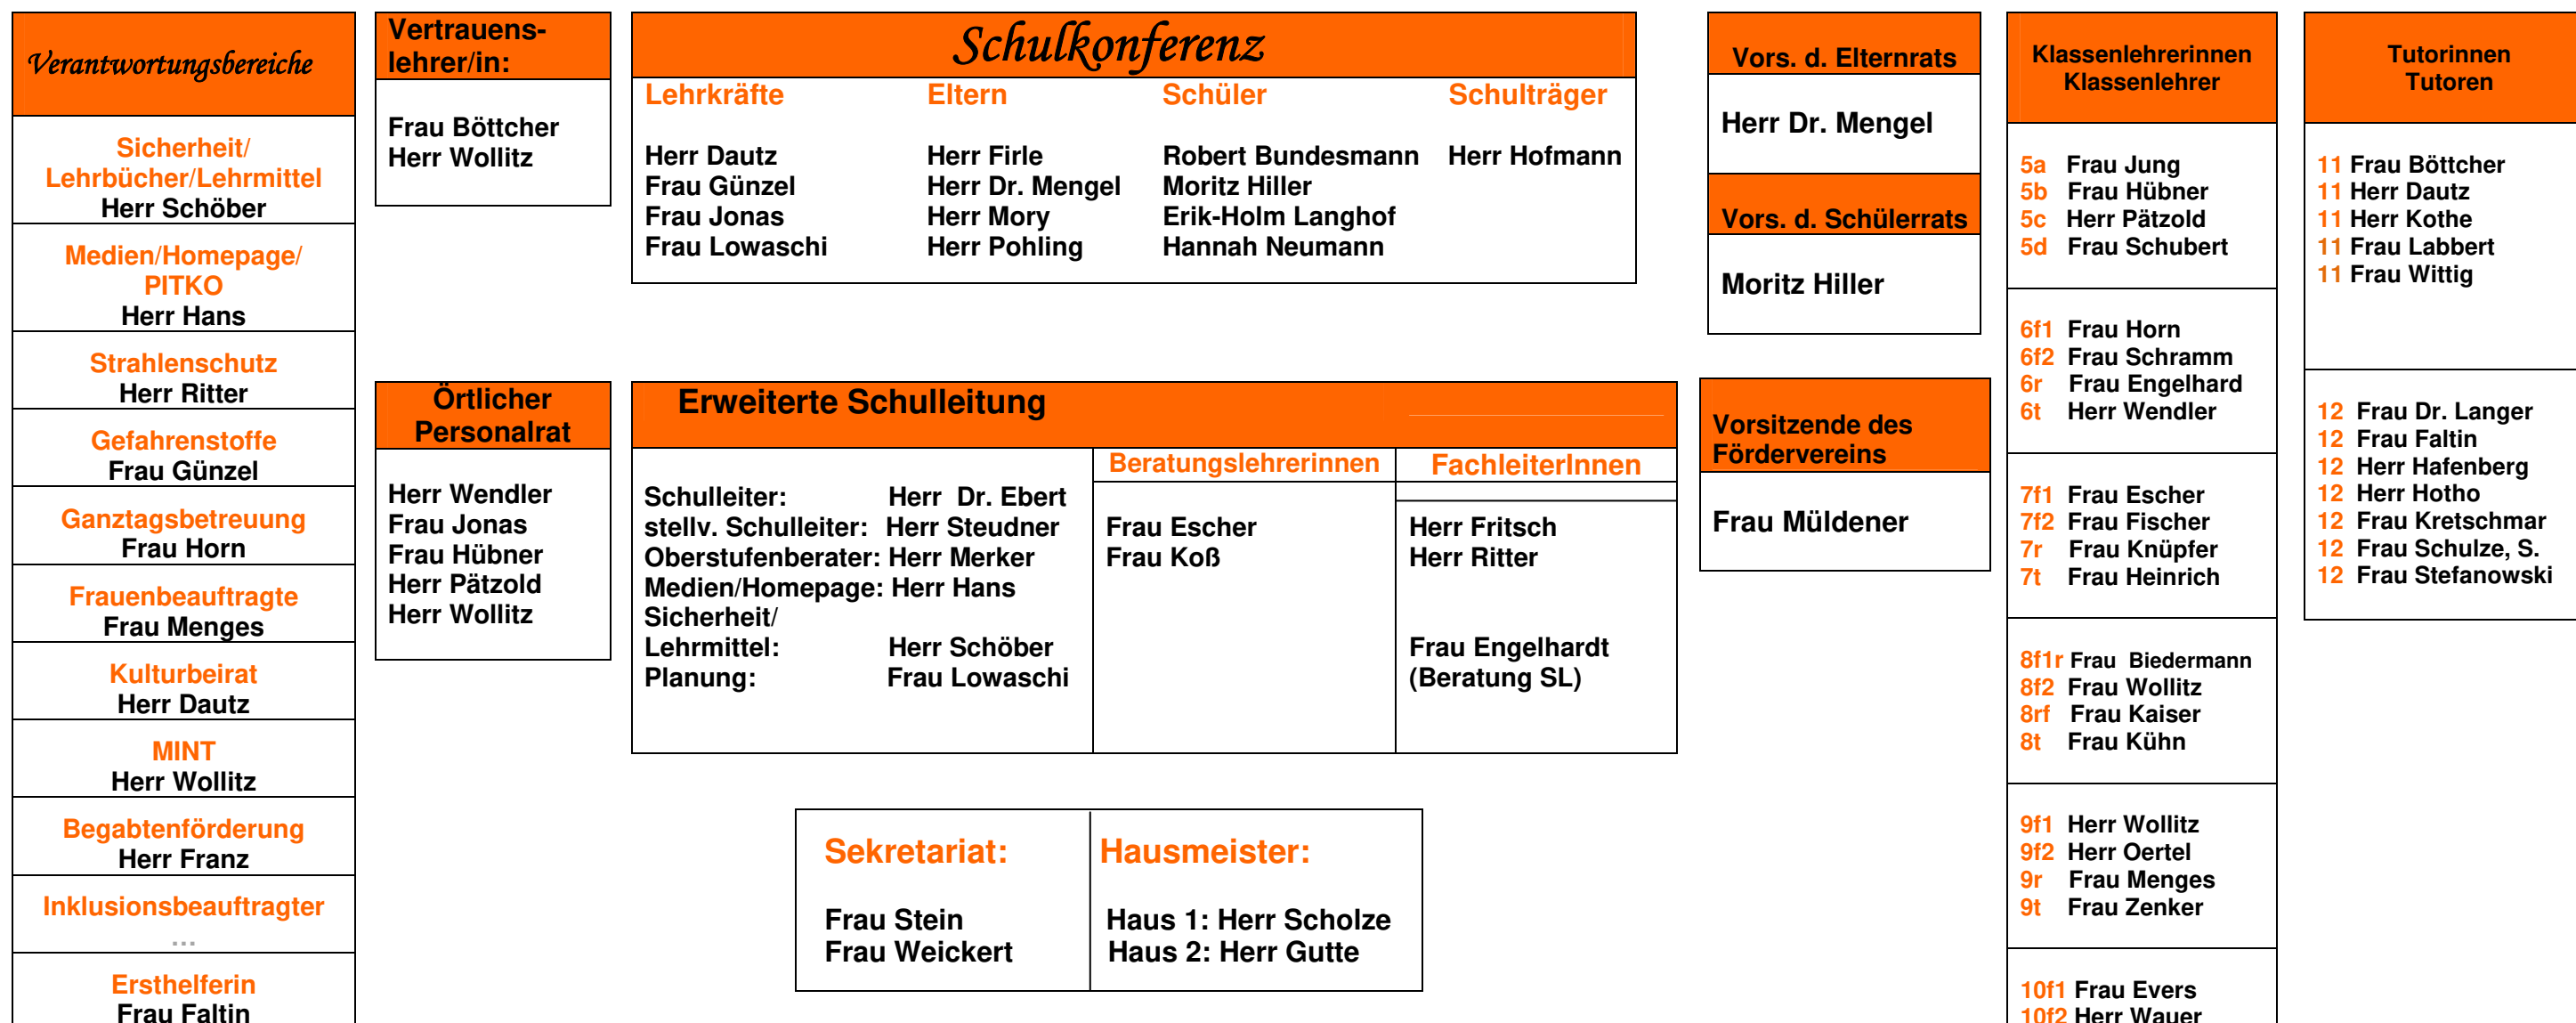 Verantwortungsbereiche
Sicherheit/
Lehrbücher/Lehrmittel
Herr Schöber
Medien/Homepage/
PITKO
Herr Hans
Strahlenschutz
Herr Ritter
Gefahrenstoffe
Frau Günzel
Ganztagsbetreuung
Frau Horn
Frauenbeauftragte
Frau Menges
Kulturbeirat
Herr Dautz
MINT
Herr Wollitz
Begabtenförderung
Herr Franz
Inklusionsbeauftragter
...
Ersthelferin
Frau Faltin
Vertrauens-
lehrer/in:
Frau Böttcher
Herr Wollitz
Örtlicher
Personalrat
Herr Wendler
Frau Jonas
Frau Hübner
Herr Pätzold
Herr Wollitz
Schulkonferenz
Lehrkräfte Eltern Schüler Schulträger
Herr Dautz Herr Firle Robert Bundesmann Herr Hofmann
Frau Günzel Herr Dr. Mengel Moritz Hiller
Frau Jonas Herr Mory Erik-Holm Langhof
Frau Lowaschi Herr Pohling Hannah Neumann
Erweiterte Schulleitung
Beratungslehrerinnen FachleiterInnen
Schulleiter: Herr Dr. Ebert
stellv. Schulleiter: Herr Steudner Frau Escher Herr Fritsch
Oberstufenberater: Herr Merker Frau Koß Herr Ritter
Medien/Homepage: Herr Hans
Sicherheit/
Lehrmittel: Herr Schöber Frau Engelhardt
Planung: Frau Lowaschi (Beratung SL)
Sekretariat: Hausmeister:
Frau Stein Haus 1: Herr Scholze
Frau Weickert Haus 2: Herr Gutte
Vors. d. Elternrats
Herr Dr. Mengel
Vors. d. Schülerrats
Moritz Hiller
Vorsitzende des
Fördervereins
Frau Müldener
Klassenlehrerinnen
Klassenlehrer
5a Frau Jung
5b Frau Hübner
5c Herr Pätzold
5d Frau Schubert
6f1 Frau Horn
6f2 Frau Schramm
6r Frau Engelhard
6t Herr Wendler
7f1 Frau Escher
7f2 Frau Fischer
7r Frau Knüpfer
7t Frau Heinrich
8f1r Frau Biedermann
8f2 Frau Wollitz
8rf Frau Kaiser
8t Frau Kühn
9f1 Herr Wollitz
9f2 Herr Oertel
9r Frau Menges
9t Frau Zenker
10f1 Frau Evers
10f2 Herr Wauer
Tutorinnen
Tutoren
11 Frau Böttcher
11 Herr Dautz
11 Herr Kothe
11 Frau Labbert
11 Frau Wittig
12 Frau Dr. Langer
12 Frau Faltin
12 Herr Hafenberg
12 Herr Hotho
12 Frau Kretschmar
12 Frau Schulze, S.
12 Frau Stefanowski